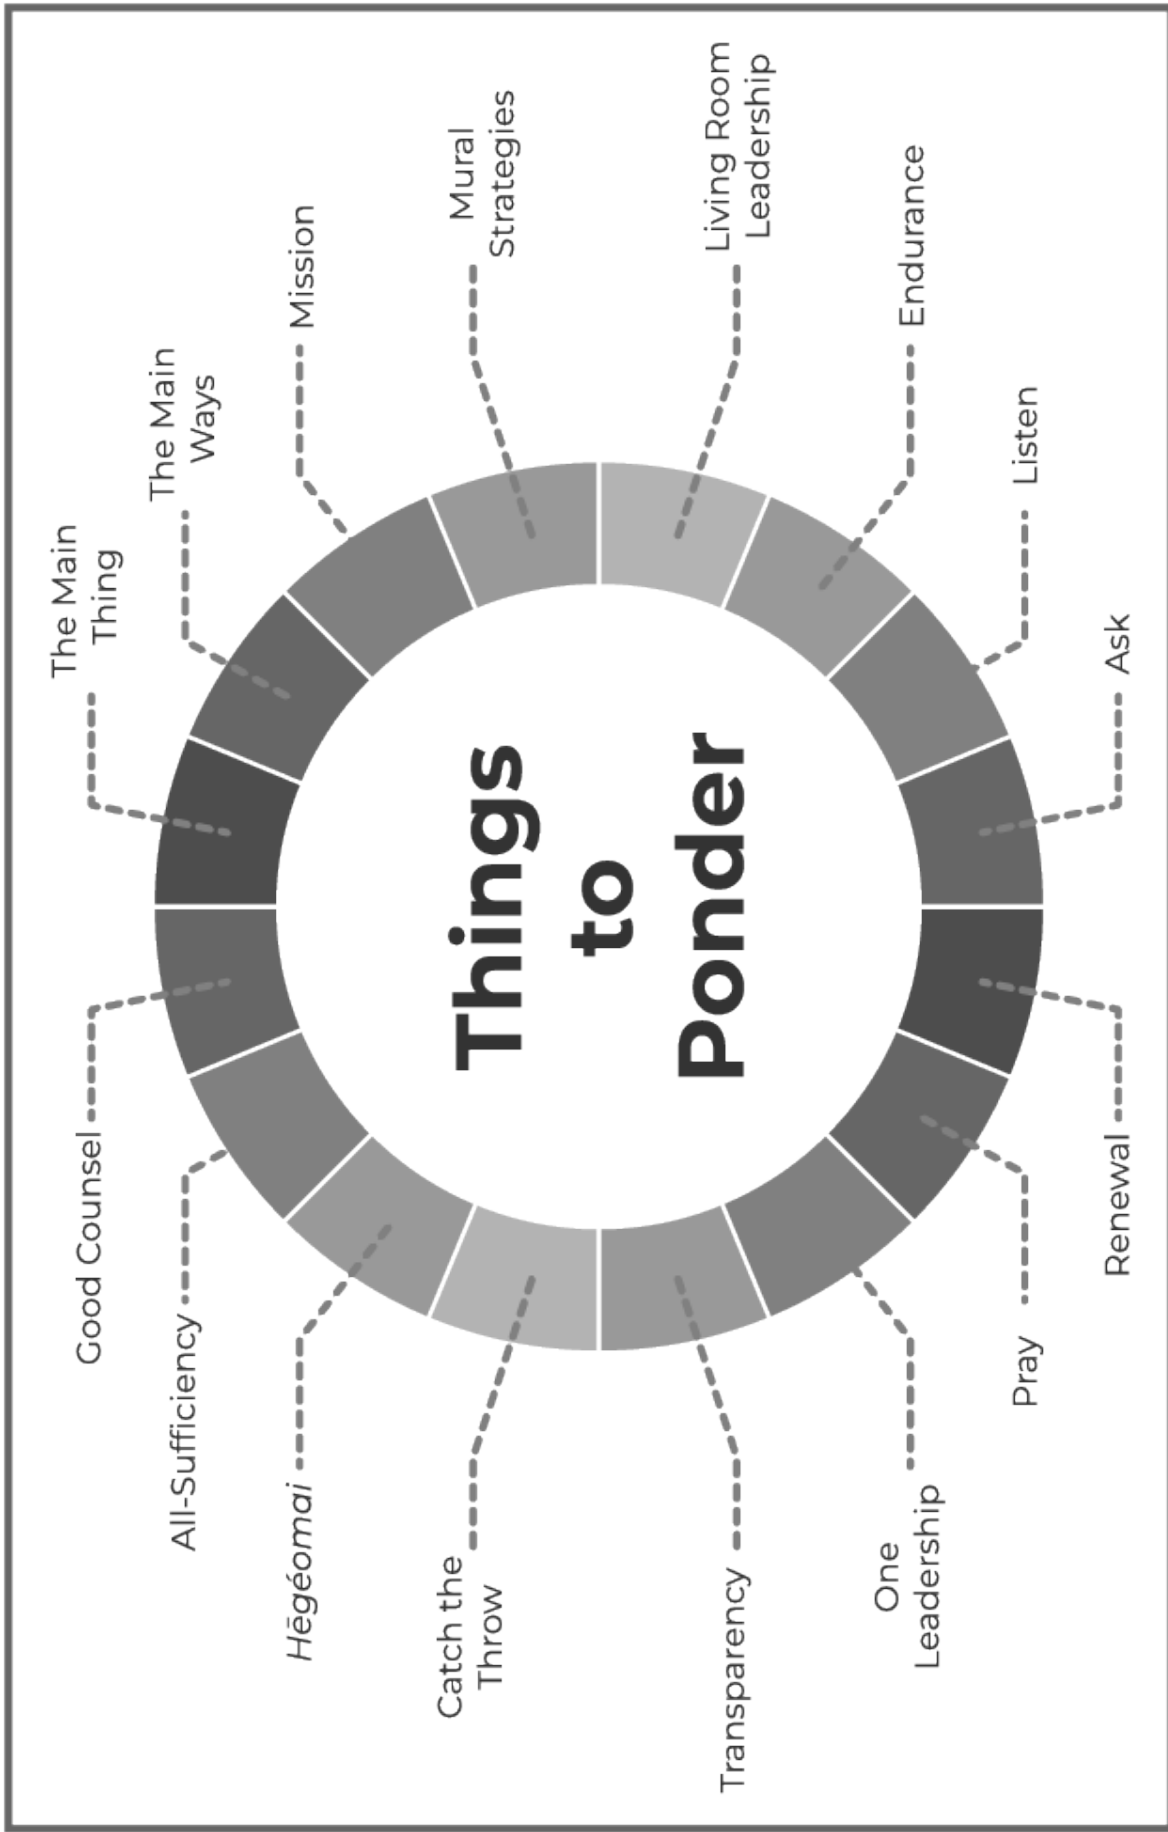 The Main
Thing
The Main
Ways
Mission
Mural
Strategies
Living Room
Leadership
Endurance
Listen
Ask
Renewal
Pray
One
Leadership
Transparency
Catch the
Throw
Hēgéomai
All-Sufficiency
Good Counsel
Things
to
Ponder